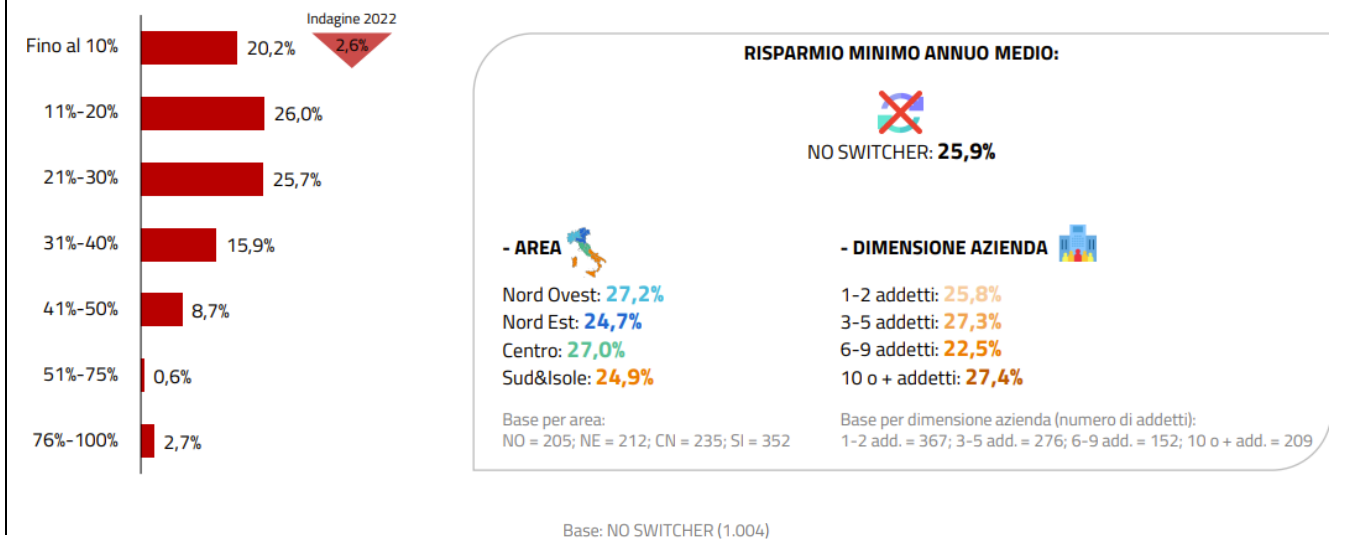 Indagine 2022
Fino al 10% 20,2% 2,6%
11%-20% 26,0%
21%-30% 25,7%
31%-40% 15,9%
41%-50% 8,7%
51%-75% 0,6%
76%-100% 2,7%
RISPARMIO MINIMO ANNUO MEDIO:
NO SWITCHER: 25,9%
- AREA
Nord Ovest: 27,2%
Nord Est: 24,7%
Centro: 27,0%
Sud&Isole: 24,9%
Base per area:
NO = 205; NE = 212; CN = 235; SI = 352
- DIMENSIONE AZIENDA
1-2 addetti: 25,8%
3-5 addetti: 27,3%
6-9 addetti: 22,5%
10 o + addetti: 27,4%
Base per dimensione azienda (numero di addetti):
1-2 add. = 367; 3-5 add. = 276; 6-9 add. = 152; 10 o + add. = 209
Base: NO SWITCHER (1.004)